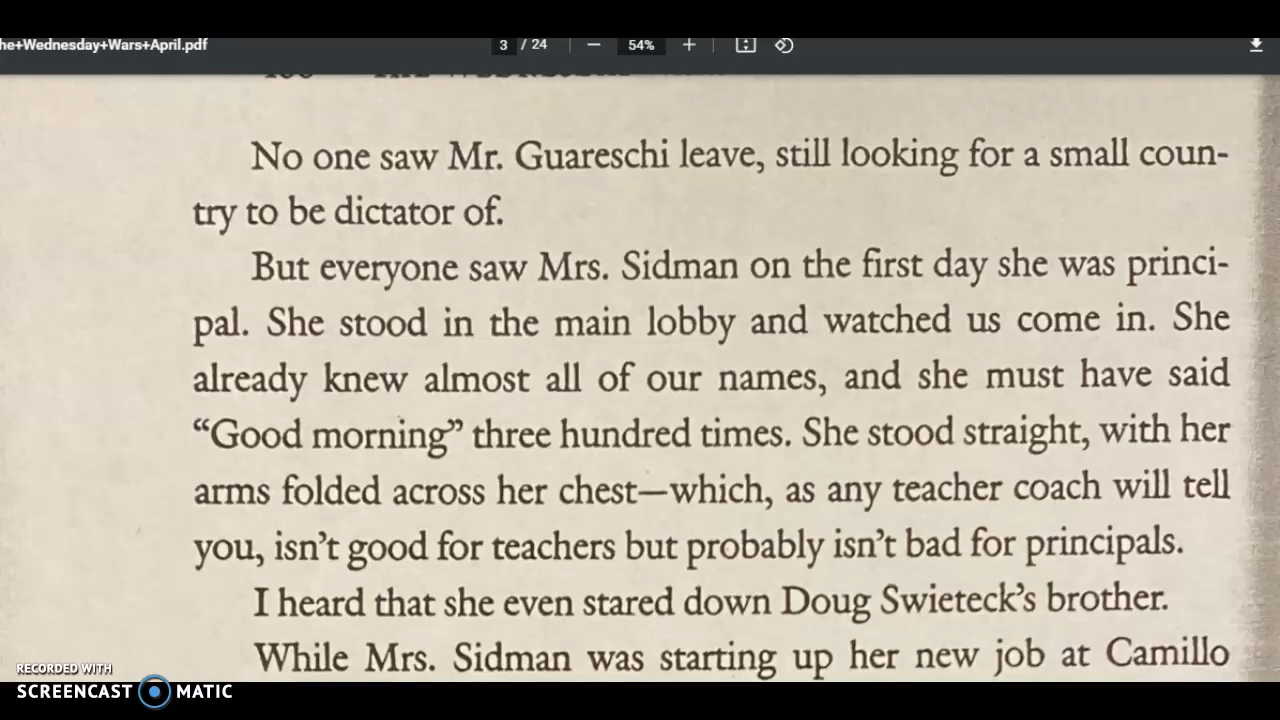 he+Wednesday+Wars+April.pdf
3 / 24
54%
No one saw Mr. Guareschi leave, still looking for a small coun-
try to be dictator of.
But everyone saw Mrs. Sidman on the first day she was princi-
pal. She stood in the main lobby and watched us come in. She
already knew almost all of our names, and she must have said
“Good morning” three hundred times. She stood straight, with her
arms folded across her chest—which, as any teacher coach will tell
you, isn’t good for teachers but probably isn’t bad for principals.
I heard that she even stared down Doug Swieteck’s brother.
While Mrs. Sidman was starting up her new job at Camillo
RECORDED WITH
SCREENCAST MATIC